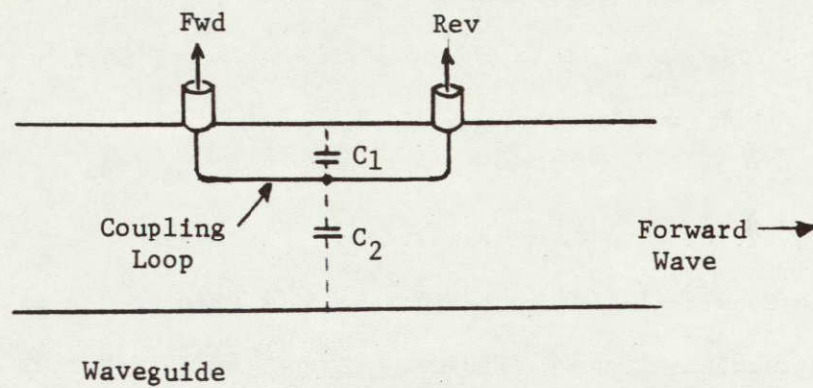 Fwd
Rev
C1
Coupling
Loop
C2
Forward
Wave
Waveguide